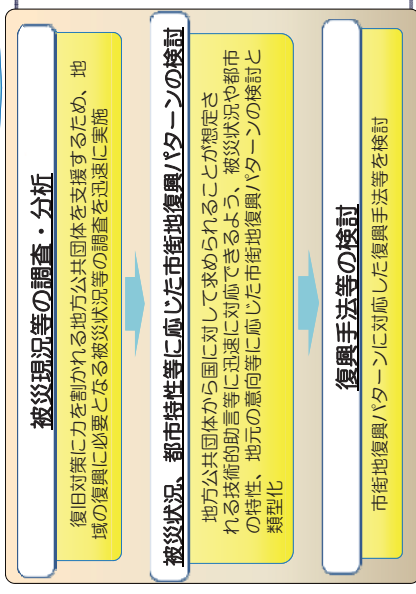 被災現況等の調査・分析
復旧対策に力を割かれる地方公共団体を支援するため、地
域の復興に必要となる被災状況等の調査を迅速に実施
被災状況、都市特性等に応じた市街地復興パターンの検討
地方公共団体から国に対して求められることが想定さ
れる技術的助言等に迅速に対応できるよう、被災状況や都市
の特性、地元の意向等に応じた市街地復興パターンの検討と
類型化
復興手法等の検討
市街地復興パターンに対応した復興手法等を検討